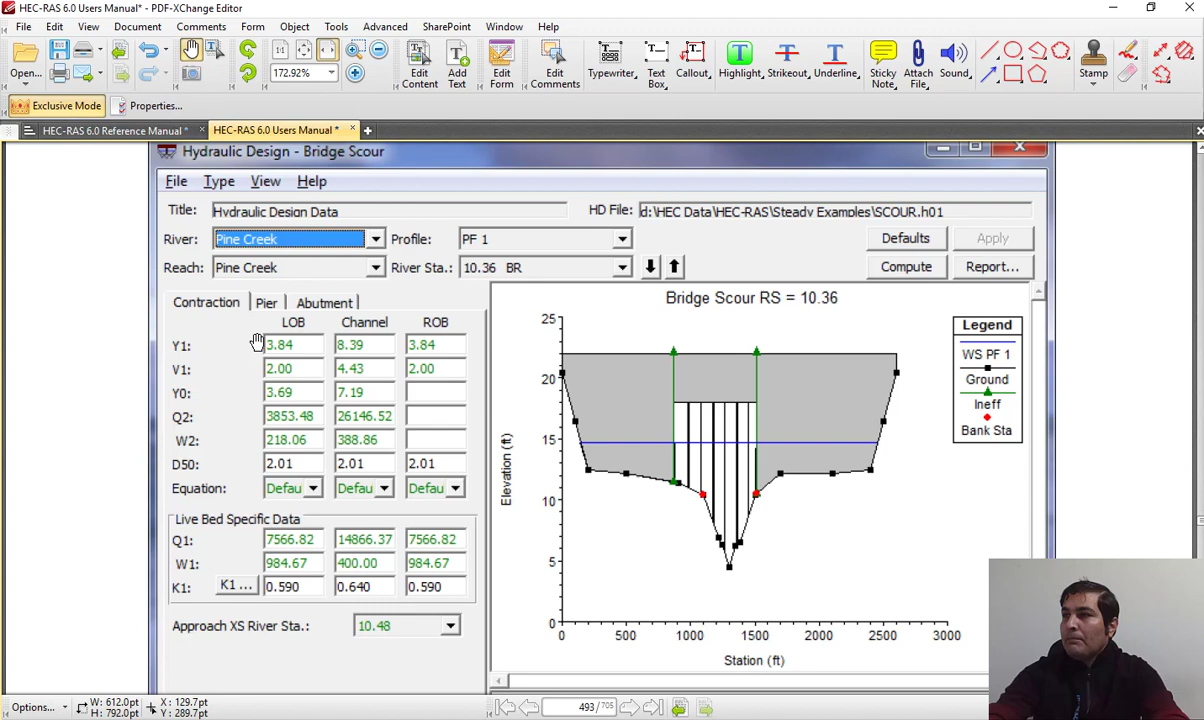 HEC-RAS 6.0 Users Manual* - PDF-XChange Editor
File Edit View Document Comments Tools Advanced SharePoint Window Help
Open... 172.92% Edit Content Add Text Edit Form Edit Comments Typewriter, Text Box, Callout, Highlight, Strikeout, Underline, Sticky Note, Attach File, Sound, Stamp
Exclusive Mode Properties...
HEC-RAS 6.0 Reference Manual * HEC-RAS 6.0 Users Manual *
Hydraulic Design - Bridge Scour
File Type View Help
Title: Hydraulic Design Data HD File: d:\HEC Data\HEC-RAS\Steady Examples\SCOUR.h01
River: Pine Creek Profile: PF 1 Defaults Apply
Reach: Pine Creek River Sta.: 10.36 BR Compute Report...
Contraction Pier Abutment
LOB Channel ROB
Y1: 3.84 8.39 3.84
V1: 2.00 4.43 2.00
Y0: 3.69 7.19
Q2: 3853.48 26146.52
W2: 218.06 388.86
D50: 2.01 2.01 2.01
Equation: Defau Defau Defau
Live Bed Specific Data
Q1: 7566.82 14866.37 7566.82
W1: 984.67 400.00 984.67
K1: K1 ... 0.590 0.640 0.590
Approach XS River Sta.: 10.48
Bridge Scour RS = 10.36
25
20
15
10
5
0
Elevation (ft)
0 500 1000 1500 2000 2500 3000
Station (ft)
Legend
WS PF 1
Ground
Ineff
Bank Sta
Options... W: 612.0pt H: 792.0pt X: 129.7pt Y: 289.7pt 493 / 705